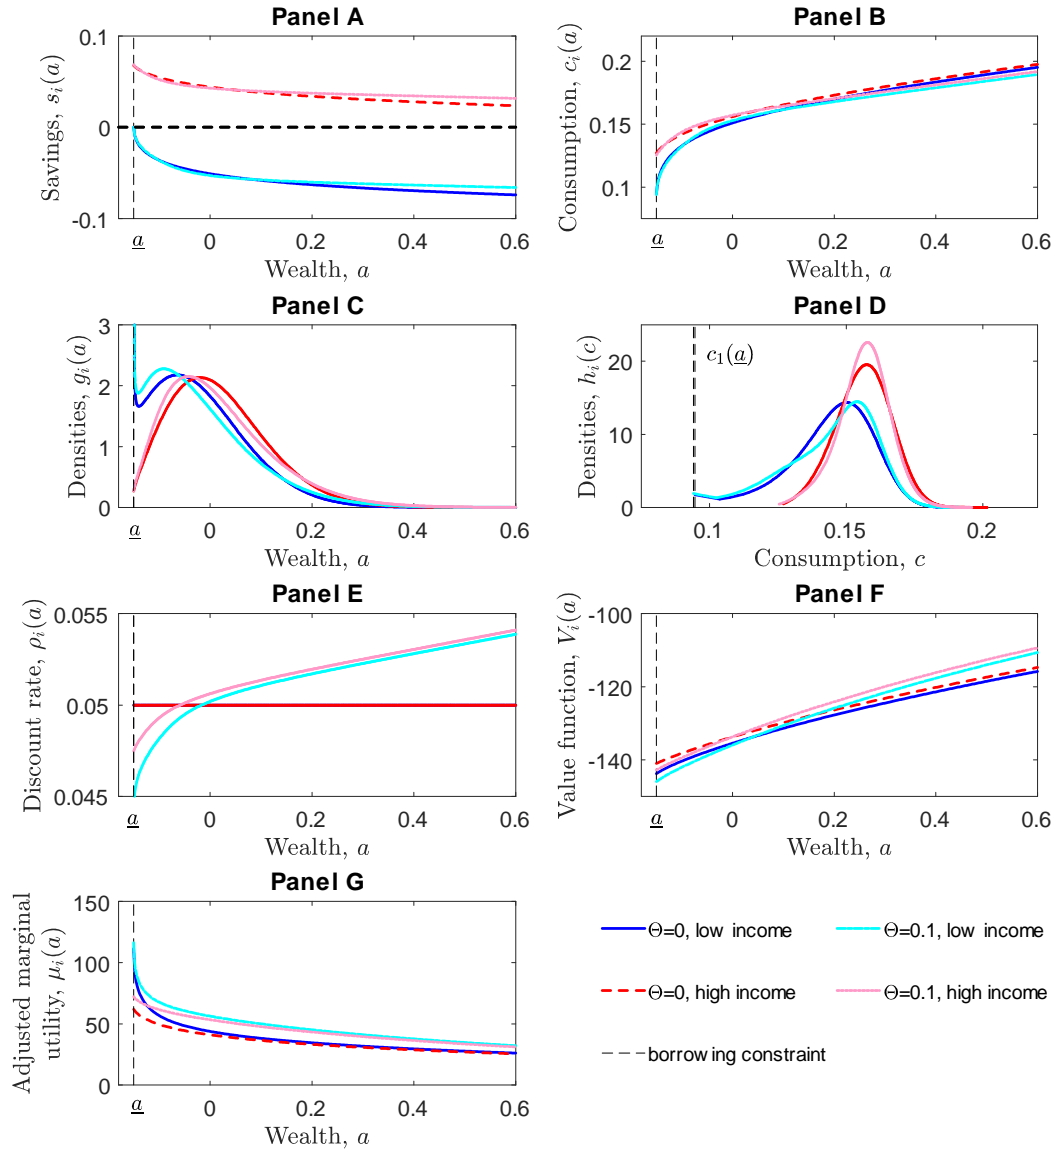 Panel A
Savings, s_i(a)
0.1
0
-0.1
a
0
0.2
0.4
0.6
Wealth, a
Panel B
Consumption, c_i(a)
0.2
0.15
0.1
a
0
0.2
0.4
0.6
Wealth, a
Panel C
Densities, g_i(a)
3
2
1
0
a
0
0.2
0.4
0.6
Wealth, a
Panel D
Densities, h_i(c)
20
10
0
c_1(a)
0.1
0.15
0.2
Consumption, c
Panel E
Discount rate, ρ_i(a)
0.055
0.05
0.045
a
0
0.2
0.4
0.6
Wealth, a
Panel F
Value function, V_i(a)
-100
-120
-140
a
0
0.2
0.4
0.6
Wealth, a
Panel G
Adjusted marginal
utility, μ_i(a)
150
100
50
0
a
0
0.2
0.4
0.6
Wealth, a
Θ=0, low income
Θ=0.1, low income
Θ=0, high income
Θ=0.1, high income
borrowing constraint